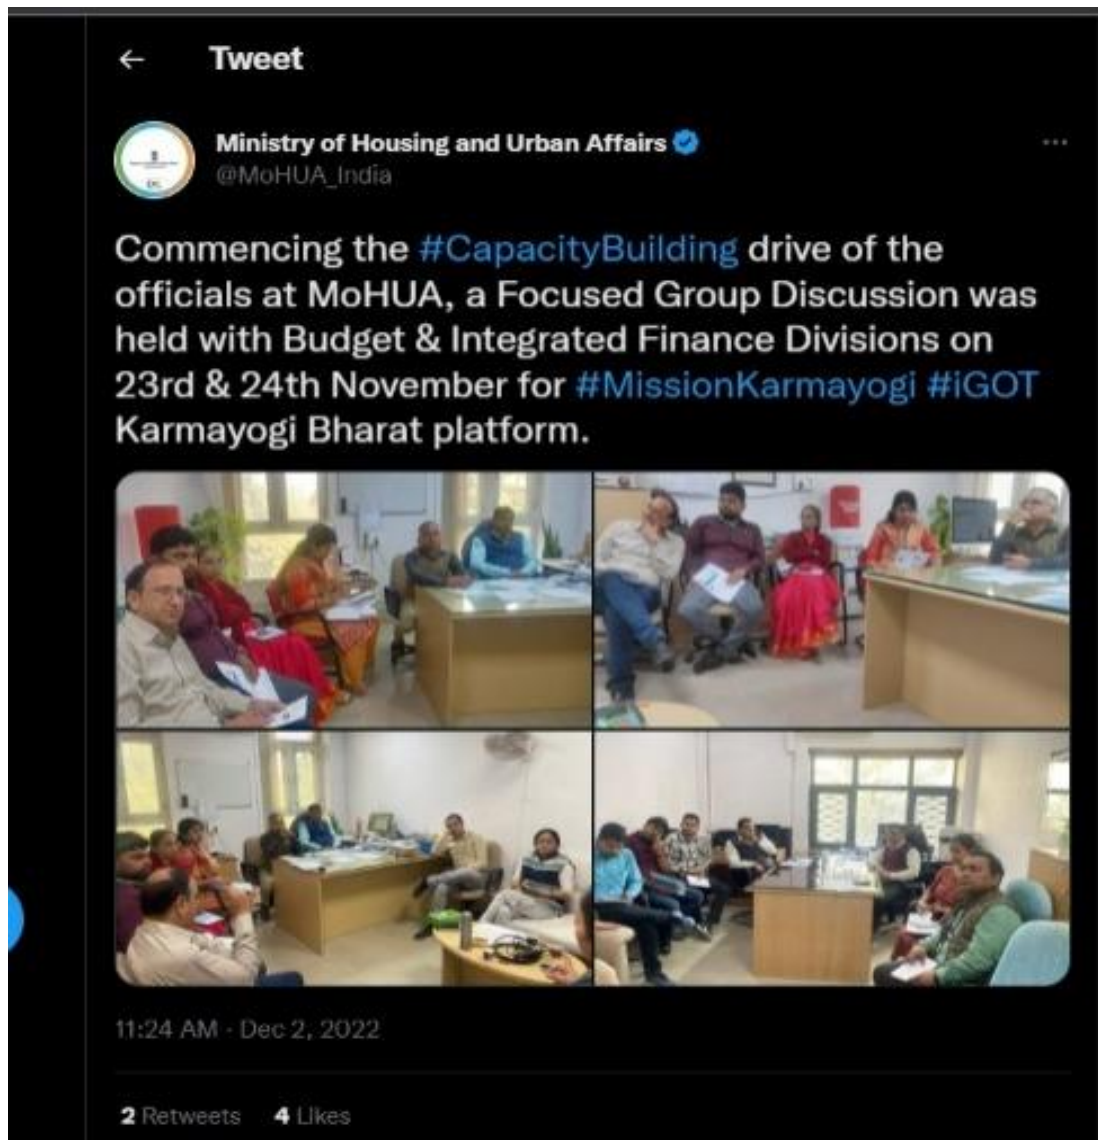 Tweet
Ministry of Housing and Urban Affairs
@MoHUA_India
Commencing the #CapacityBuilding drive of the
officials at MoHUA, a Focused Group Discussion was
held with Budget & Integrated Finance Divisions on
23rd & 24th November for #MissionKarmayogi #iGOT
Karmayogi Bharat platform.
11:24 AM · Dec 2, 2022
2 Retweets 4 Likes